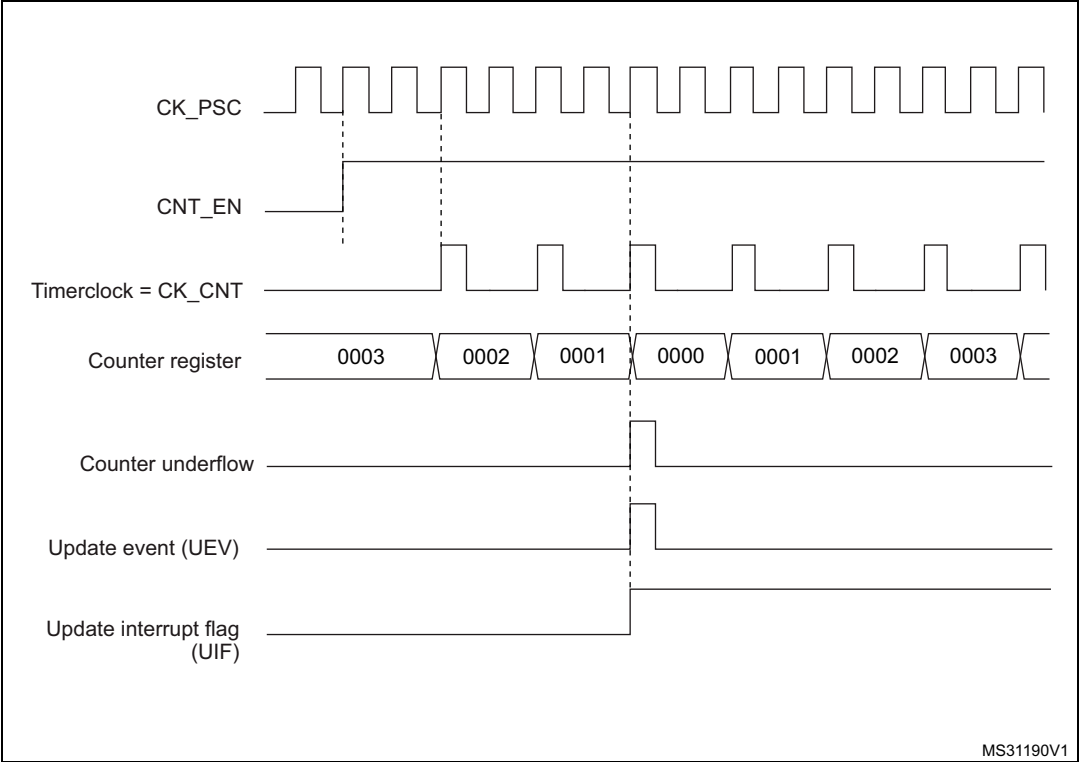 CK_PSC
CNT_EN
Timerclock = CK_CNT
Counter register
0003 0002 0001 0000 0001 0002 0003
Counter underflow
Update event (UEV)
Update interrupt flag
(UIF)
MS31190V1